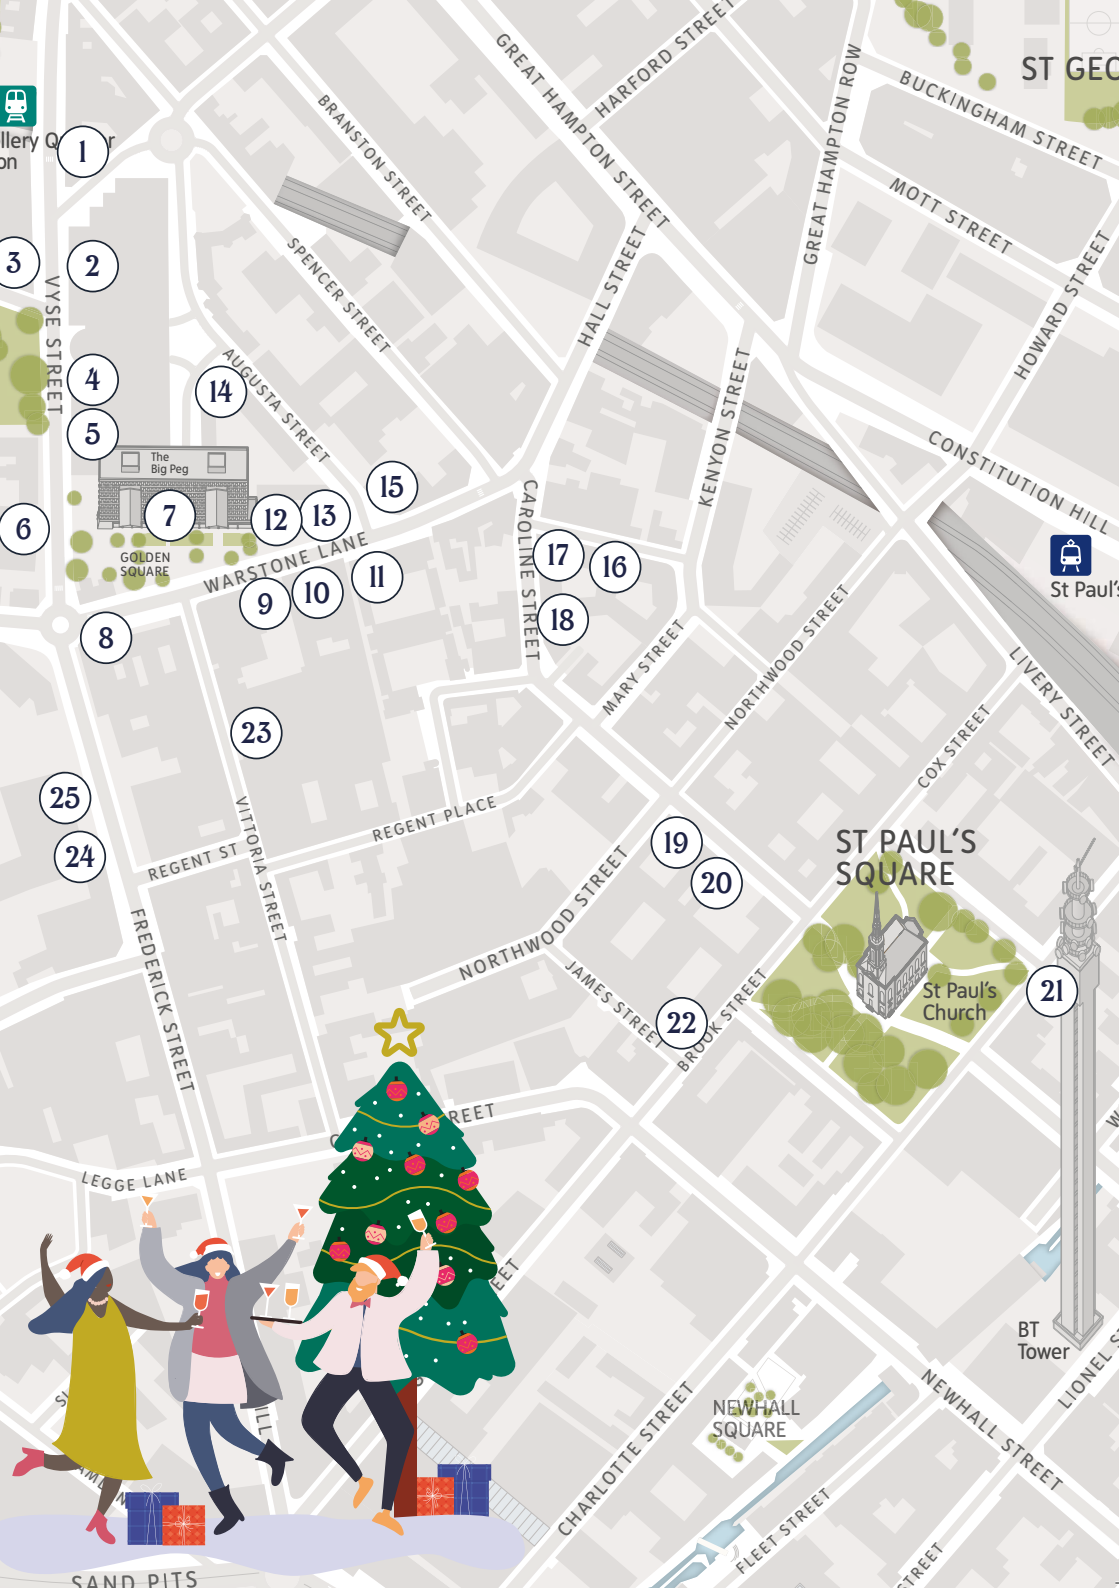 GREAT HAMPTON STREET
HARFORD STREET
GREAT HAMPTON ROW
ST GEO
BUCKINGHAM STREET
BRANSTON STREET
llery Quarter
on
1
MOTT STREET
3
2
VYSE STREET
SPENCER STREET
HALL STREET
HOWARD STREET
4
14
AUGUSTA STREET
KENYON STREET
5
The
Big Peg
CONSTITUTION HILL
15
6
7
12
13
CAROLINE STREET
GOLDEN
SQUARE
WARSTONE LANE
17
16
St Paul's
11
10
9
18
8
MARY STREET
NORTHWOOD STREET
LIVERY STREET
23
COX STREET
25
VITTORIA STREET
REGENT PLACE
24
REGENT ST
19
20
ST PAUL'S
SQUARE
NORTHWOOD STREET
FREDERICK STREET
JAMES STREET
22
BROOK STREET
St Paul's
Church
21
REET
LEGGE LANE
EET
BT
Tower
LIONEL S
NEWHALL
SQUARE
NEWHALL STREET
CHARLOTTE STREET
ILL
FLEET STREET
STREET
SAND PITS